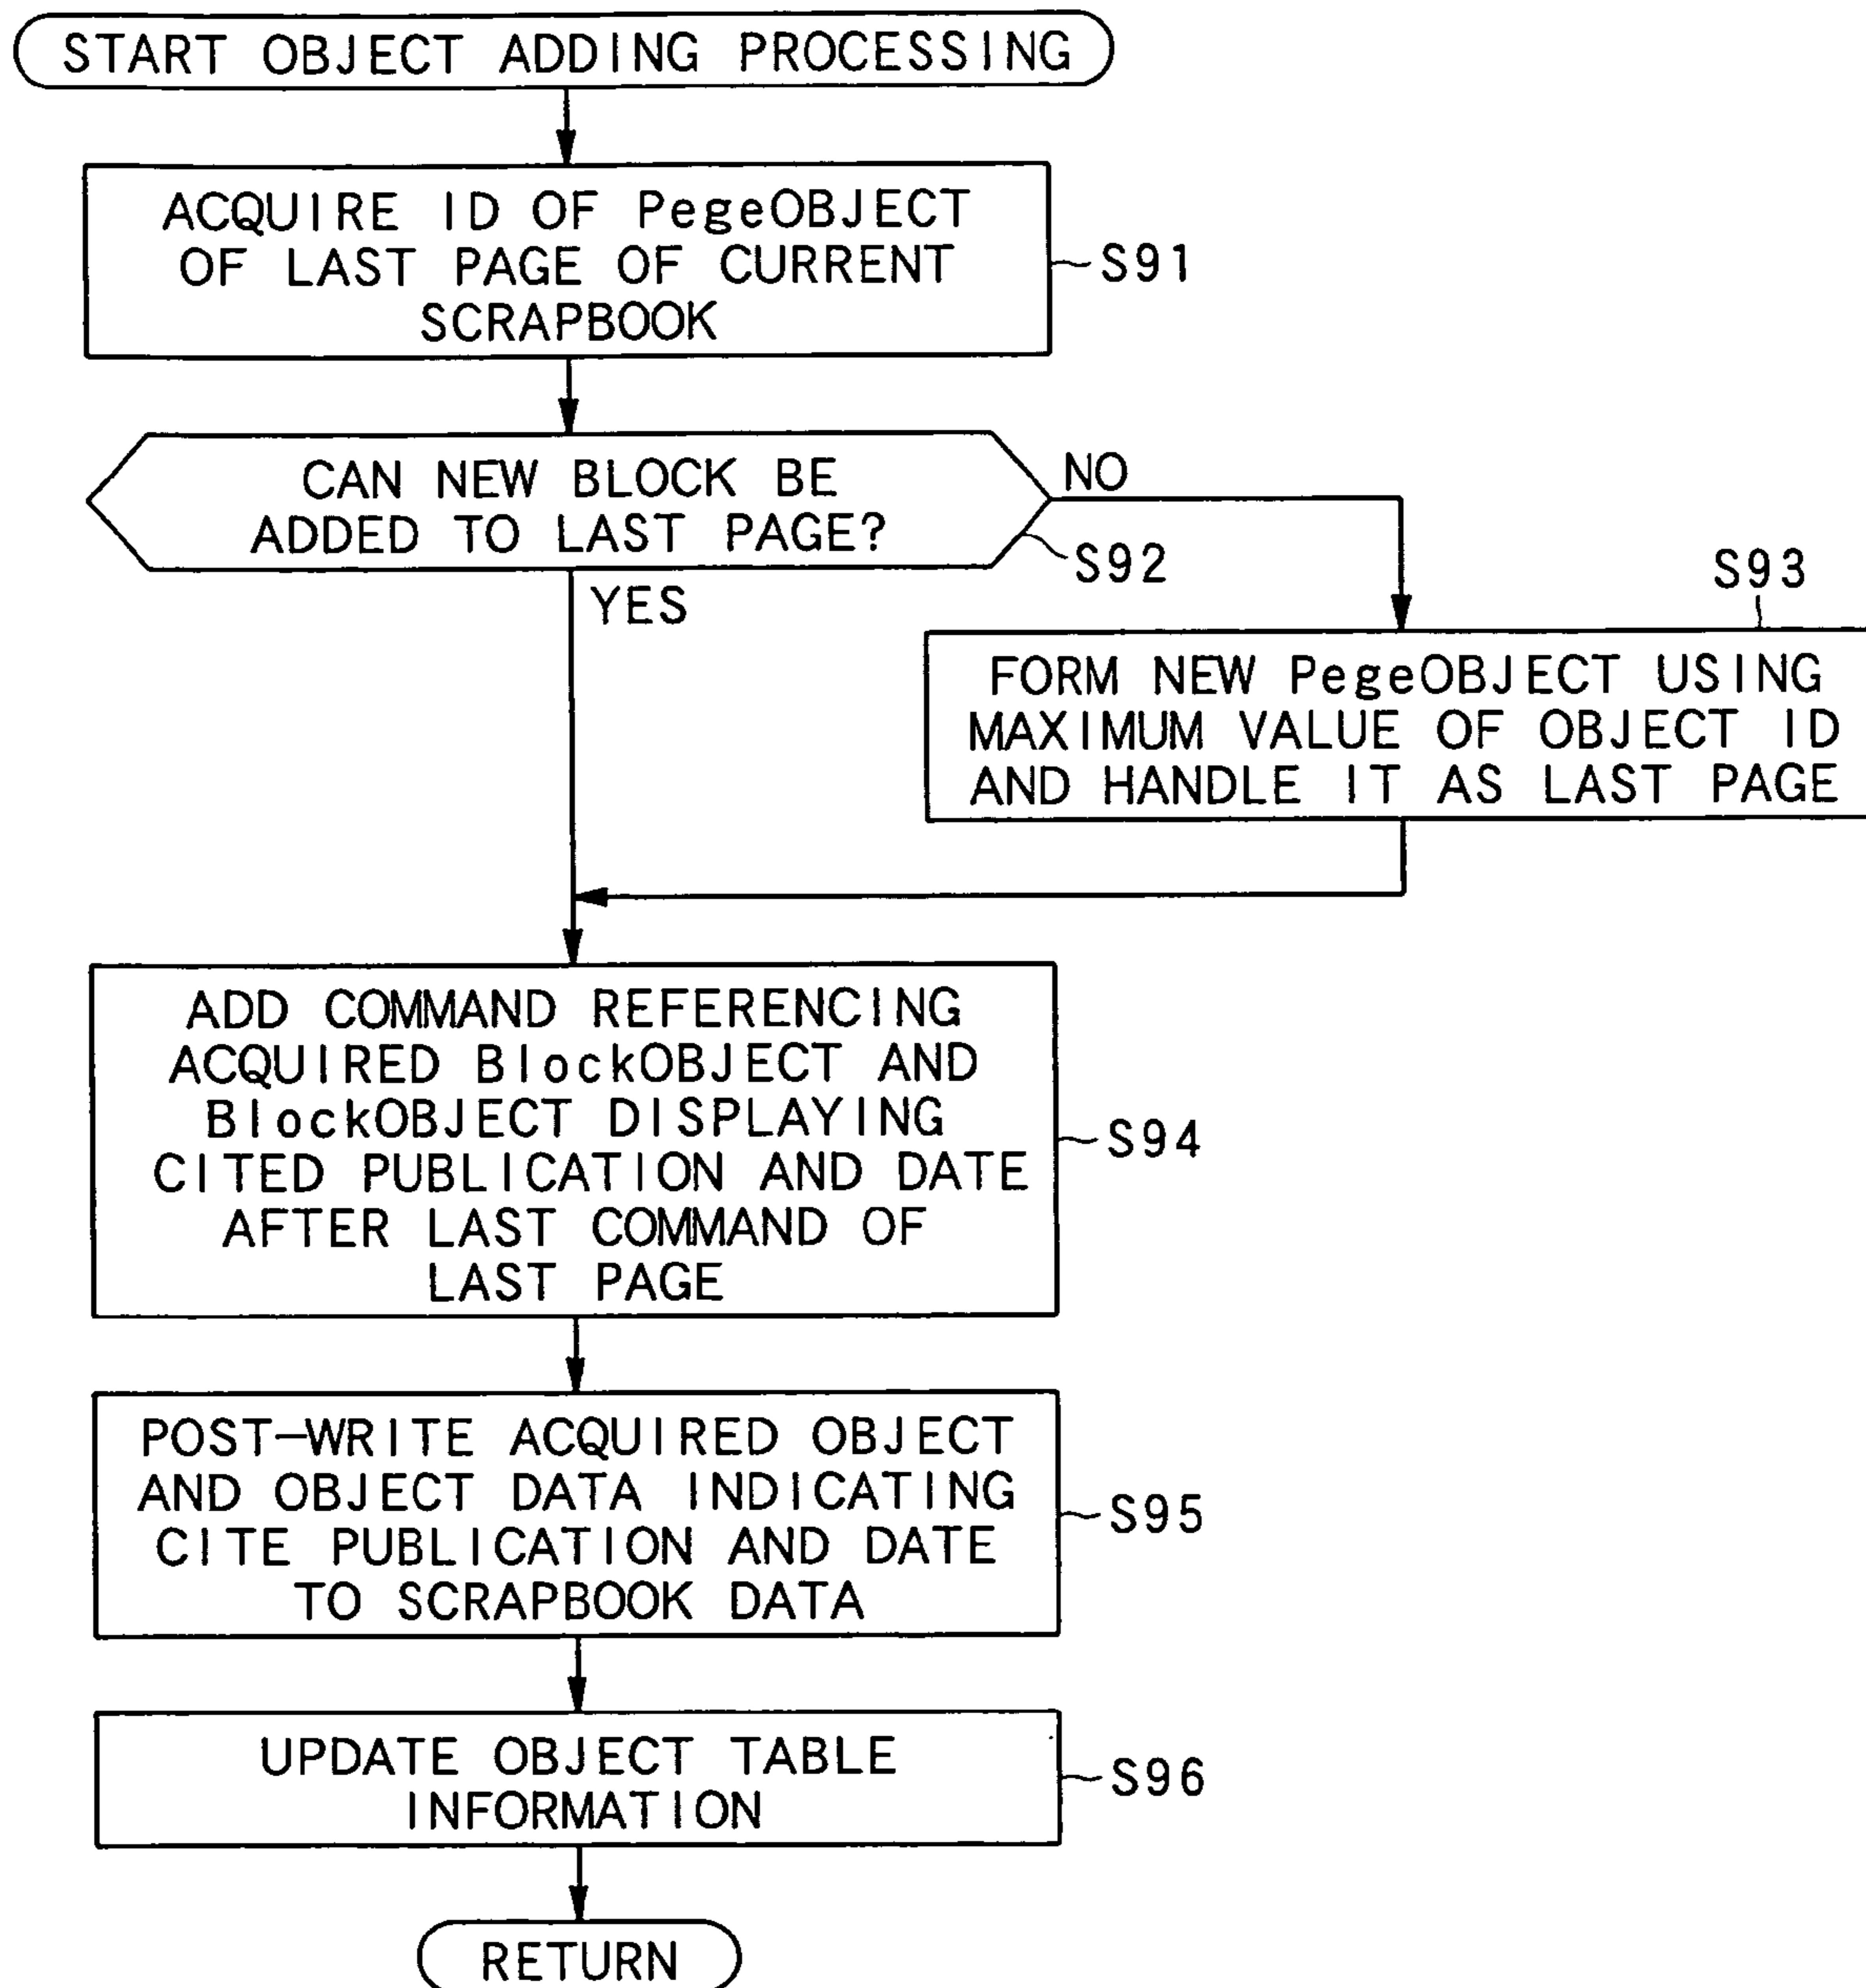 START OBJECT ADDING PROCESSING
ACQUIRE ID OF PegeOBJECT
OF LAST PAGE OF CURRENT
SCRAPBOOK
S91
CAN NEW BLOCK BE
ADDED TO LAST PAGE?
NO
S92
YES
S93
FORM NEW PegeOBJECT USING
MAXIMUM VALUE OF OBJECT ID
AND HANDLE IT AS LAST PAGE
ADD COMMAND REFERENCING
ACQUIRED BlockOBJECT AND
BlockOBJECT DISPLAYING
CITED PUBLICATION AND DATE
AFTER LAST COMMAND OF
LAST PAGE
S94
POST-WRITE ACQUIRED OBJECT
AND OBJECT DATA INDICATING
CITE PUBLICATION AND DATE
TO SCRAPBOOK DATA
S95
UPDATE OBJECT TABLE
INFORMATION
S96
RETURN